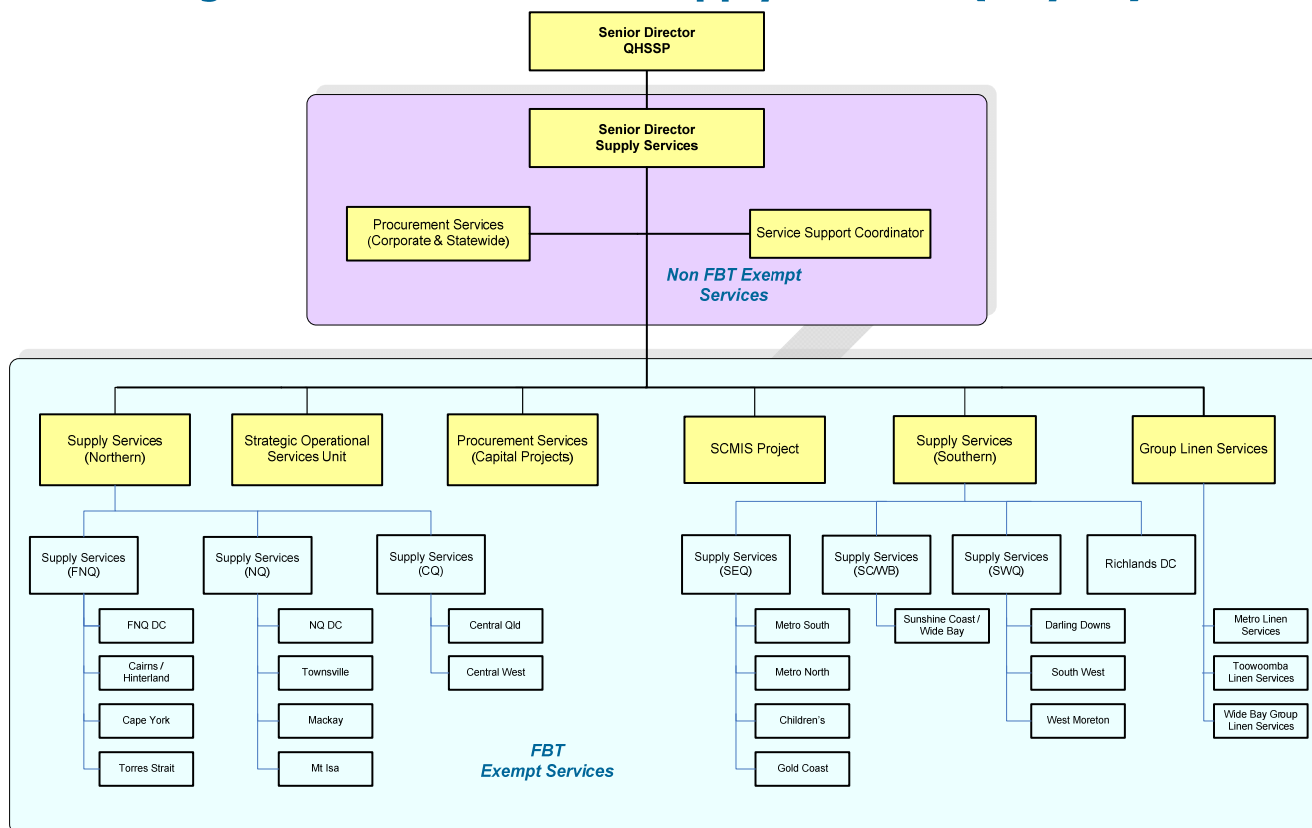 Senior Director
QHSSP
Senior Director
Supply Services
Procurement Services
(Corporate & Statewide)
Service Support Coordinator
Non FBT Exempt
Services
Supply Services
(Northern)
Strategic Operational
Services Unit
Procurement Services
(Capital Projects)
SCMIS Project
Supply Services
(Southern)
Group Linen Services
Supply Services
(FNQ)
Supply Services
(NQ)
Supply Services
(CQ)
Supply Services
(SEQ)
Supply Services
(SC/WB)
Supply Services
(SWQ)
Richlands DC
FNQ DC
Cairns /
Hinterland
Cape York
Torres Strait
NQ DC
Townsville
Mackay
Mt Isa
Central Qld
Central West
Metro South
Metro North
Children's
Gold Coast
Sunshine Coast /
Wide Bay
Darling Downs
South West
West Moreton
Metro Linen
Services
Toowoomba
Linen Services
Wide Bay Group
Linen Services
FBT
Exempt Services